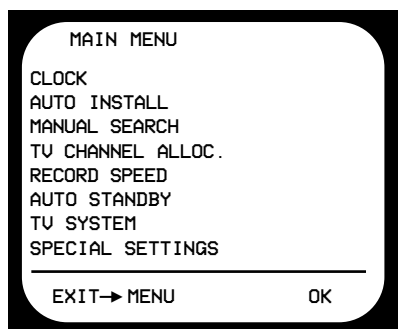 MAIN MENU
CLOCK
AUTO INSTALL
MANUAL SEARCH
TV CHANNEL ALLOC.
RECORD SPEED
AUTO STANDBY
TV SYSTEM
SPECIAL SETTINGS
EXIT→MENU OK